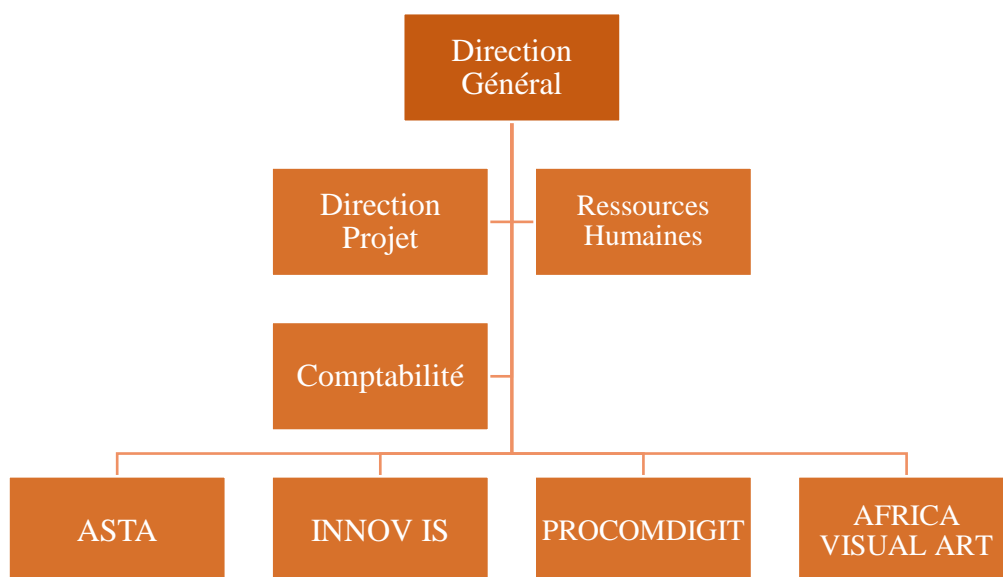 Direction
Général
Direction
Projet
Ressources
Humaines
Comptabilité
ASTA
INNOV IS
PROCOMDIGIT
AFRICA
VISUAL ART